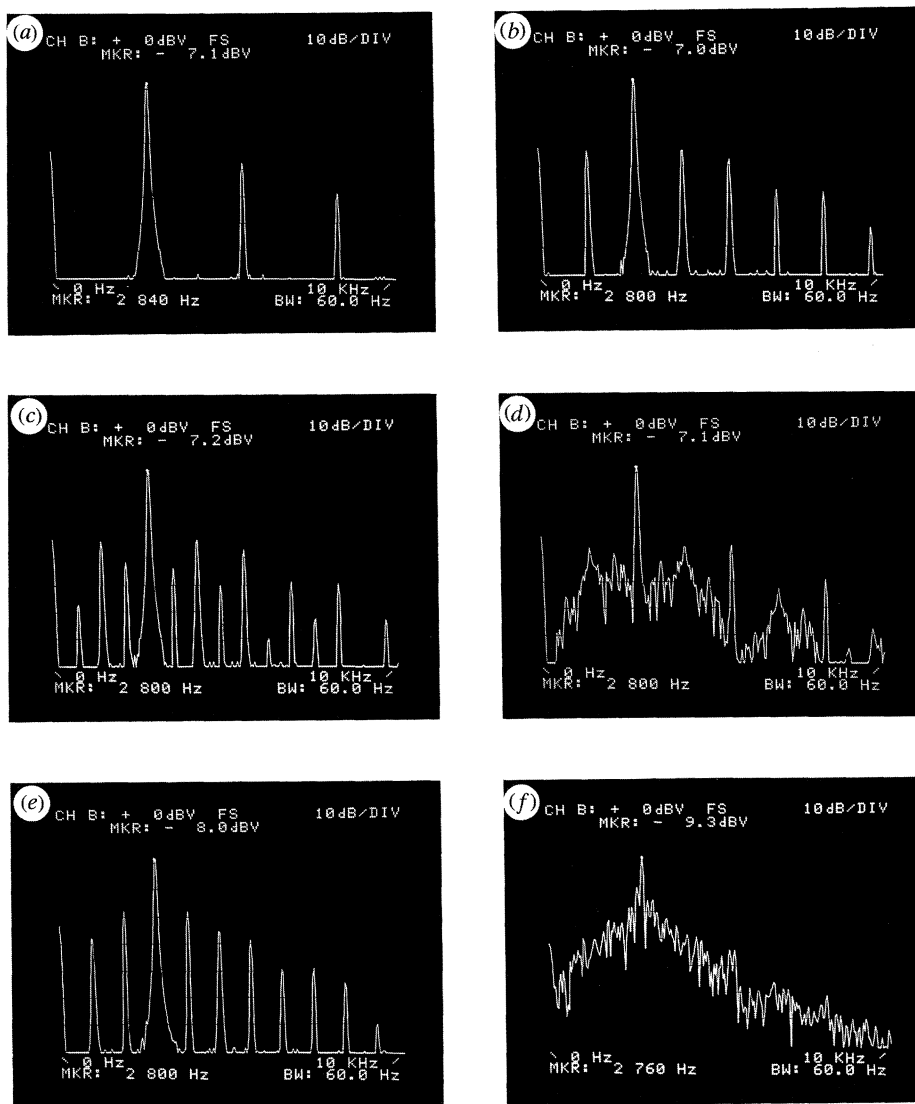 (a)
CH B: + 0dBV FS 10dB/DIV
MKR: - 7.1dBV
0 Hz 10 KHz
MKR: 2 840 Hz BW: 60.0 Hz
(b)
CH B: + 0dBV FS 10dB/DIV
MKR: - 7.0dBV
0 Hz 10 KHz
MKR: 2 800 Hz BW: 60.0 Hz
(c)
CH B: + 0dBV FS 10dB/DIV
MKR: - 7.2dBV
0 Hz 10 KHz
MKR: 2 800 Hz BW: 60.0 Hz
(d)
CH B: + 0dBV FS 10dB/DIV
MKR: - 7.1dBV
0 Hz 10 KHz
MKR: 2 800 Hz BW: 60.0 Hz
(e)
CH B: + 0dBV FS 10dB/DIV
MKR: - 8.0dBV
0 Hz 10 KHz
MKR: 2 800 Hz BW: 60.0 Hz
(f)
CH B: + 0dBV FS 10dB/DIV
MKR: - 9.3dBV
0 Hz 10 KHz
MKR: 2 760 Hz BW: 60.0 Hz